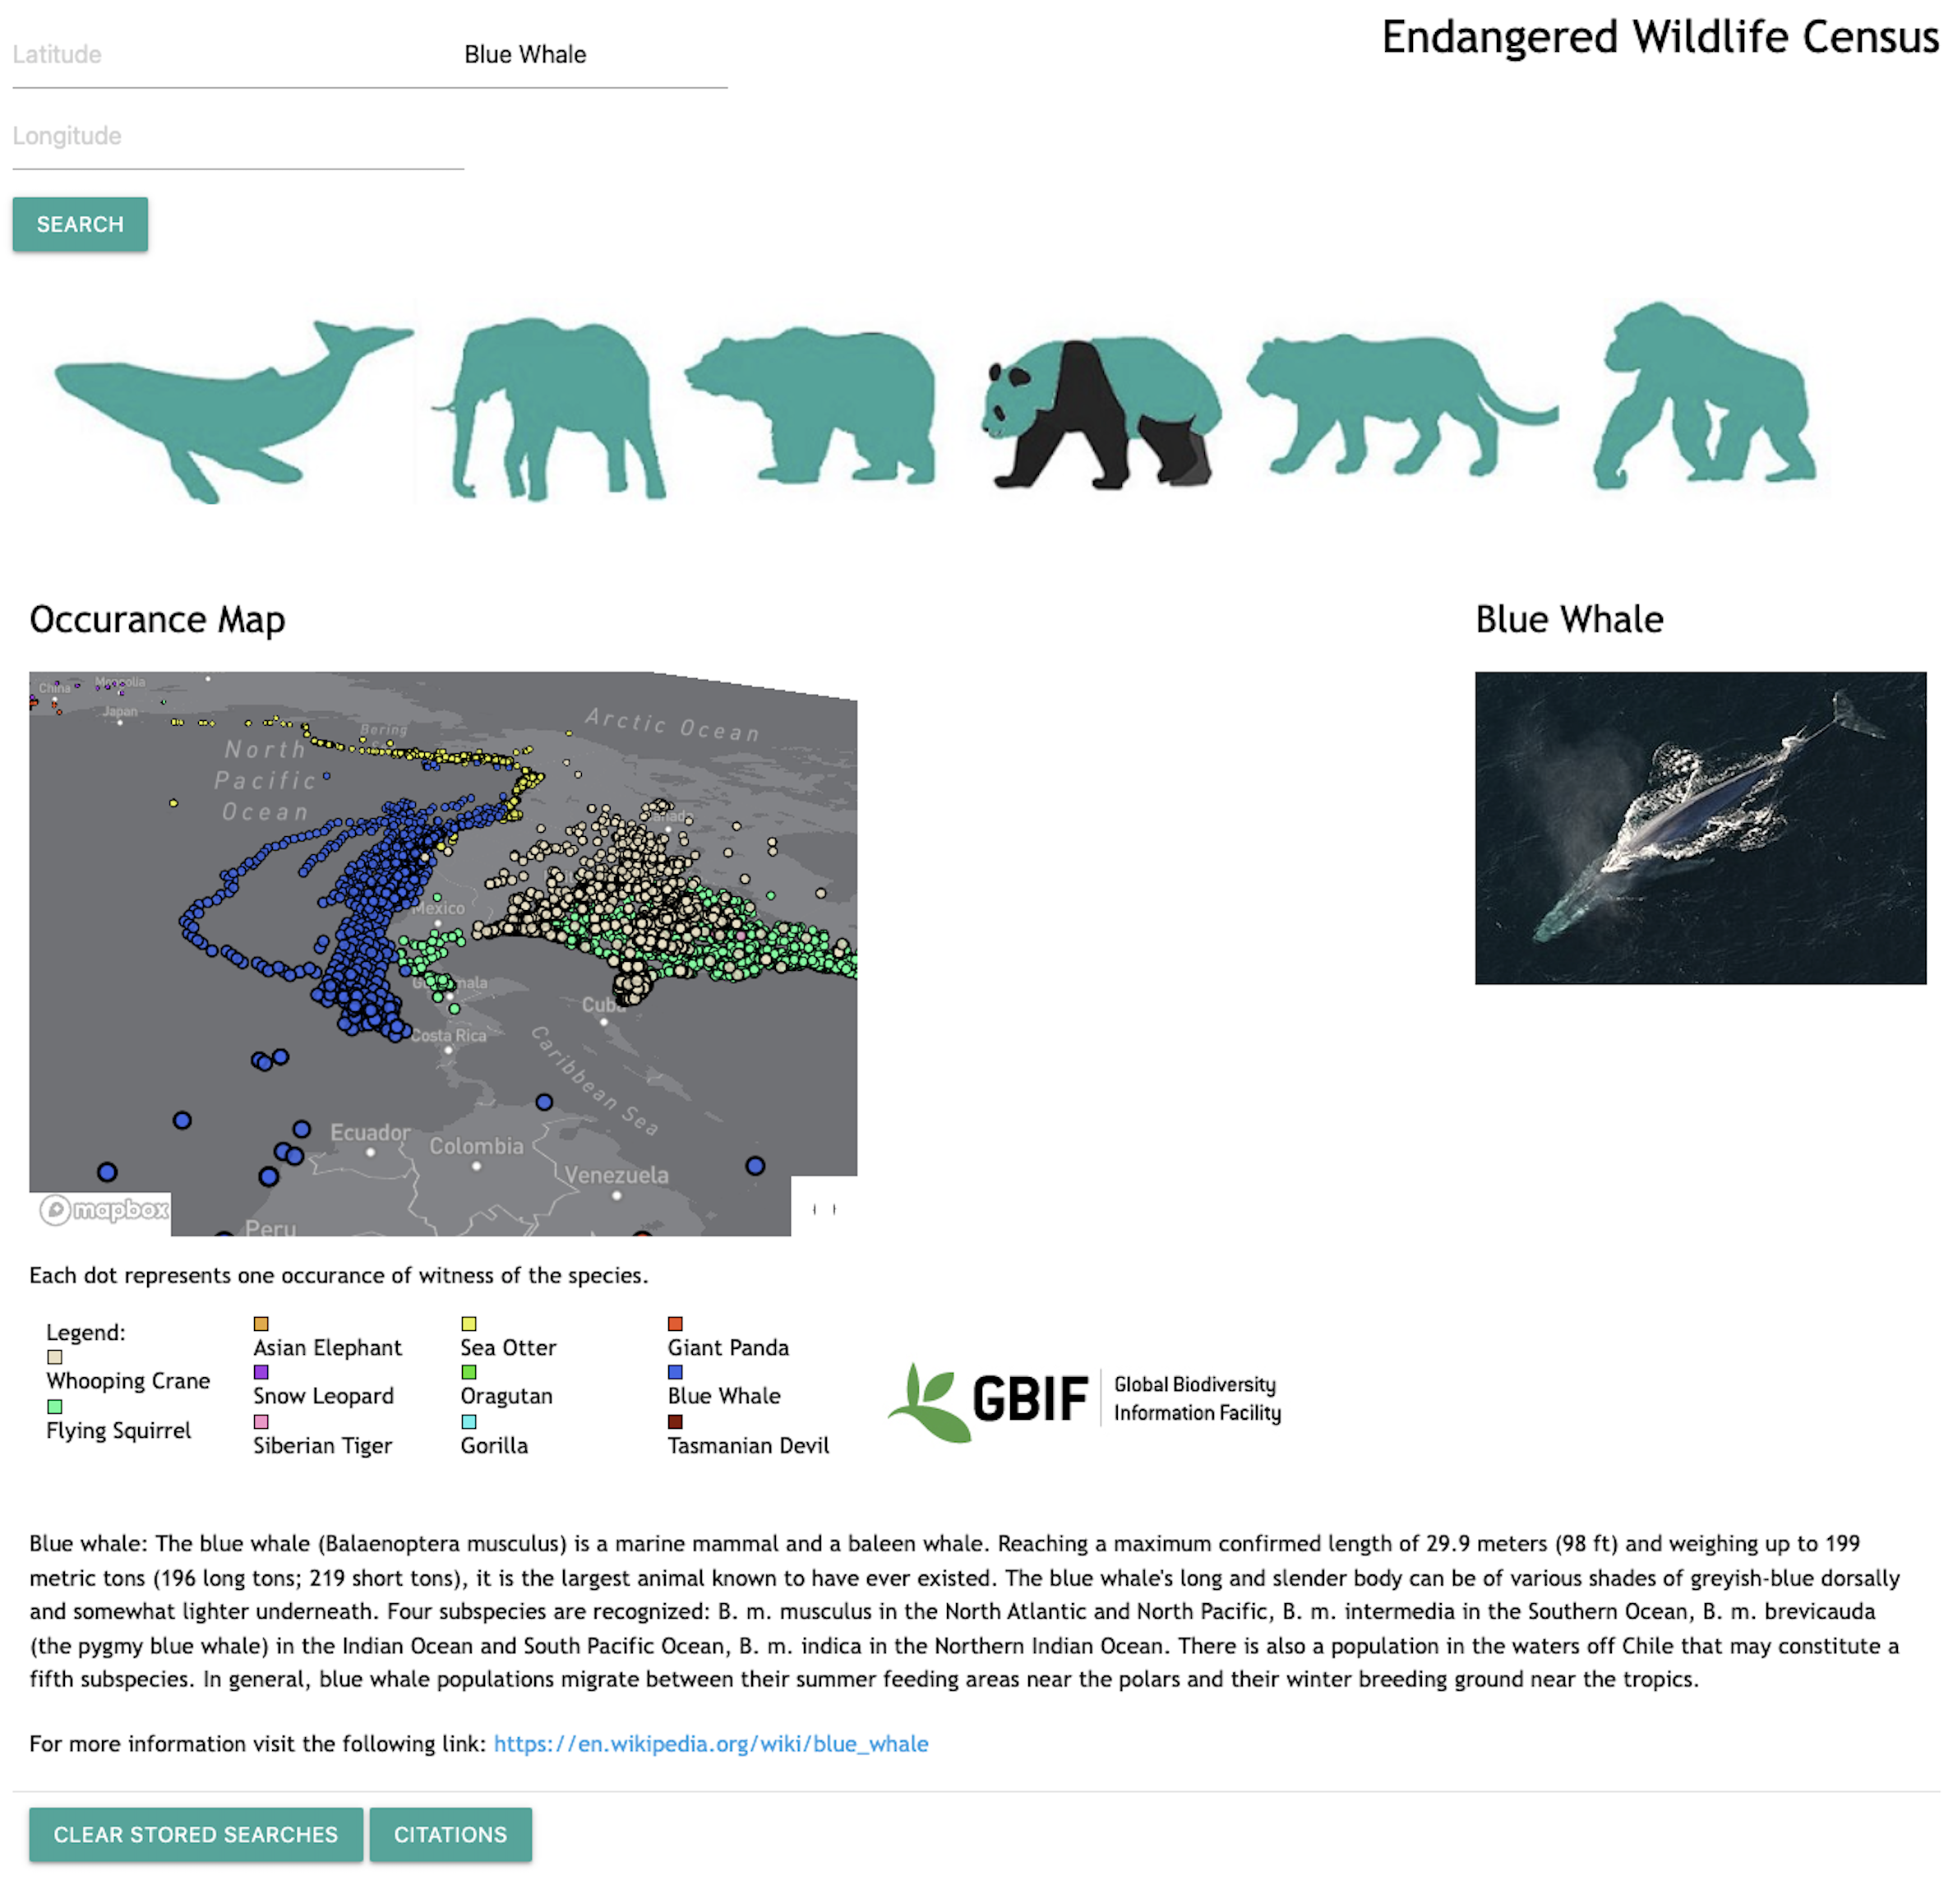 Latitude
Blue Whale
Endangered Wildlife Census
Longitude
SEARCH
Occurance Map
Blue Whale
China
Mongolia
Japan
North
Pacific
Ocean
Bering
Arctic Ocean
Mexico
Cuba
Costa Rica
Caribbean Sea
Ecuador
Colombia
Venezuela
Peru
mapbox
Each dot represents one occurance of witness of the species.
Legend:
Whooping Crane
Flying Squirrel
Asian Elephant
Snow Leopard
Siberian Tiger
Sea Otter
Oragutan
Gorilla
Giant Panda
Blue Whale
Tasmanian Devil
GBIF
Global Biodiversity
Information Facility
Blue whale: The blue whale (Balaenoptera musculus) is a marine mammal and a baleen whale. Reaching a maximum confirmed length of 29.9 meters (98 ft) and weighing up to 199
metric tons (196 long tons; 219 short tons), it is the largest animal known to have ever existed. The blue whale's long and slender body can be of various shades of greyish-blue dorsally
and somewhat lighter underneath. Four subspecies are recognized: B. m. musculus in the North Atlantic and North Pacific, B. m. intermedia in the Southern Ocean, B. m. brevicauda
(the pygmy blue whale) in the Indian Ocean and South Pacific Ocean, B. m. indica in the Northern Indian Ocean. There is also a population in the waters off Chile that may constitute a
fifth subspecies. In general, blue whale populations migrate between their summer feeding areas near the polars and their winter breeding ground near the tropics.
For more information visit the following link: https://en.wikipedia.org/wiki/blue_whale
CLEAR STORED SEARCHES
CITATIONS